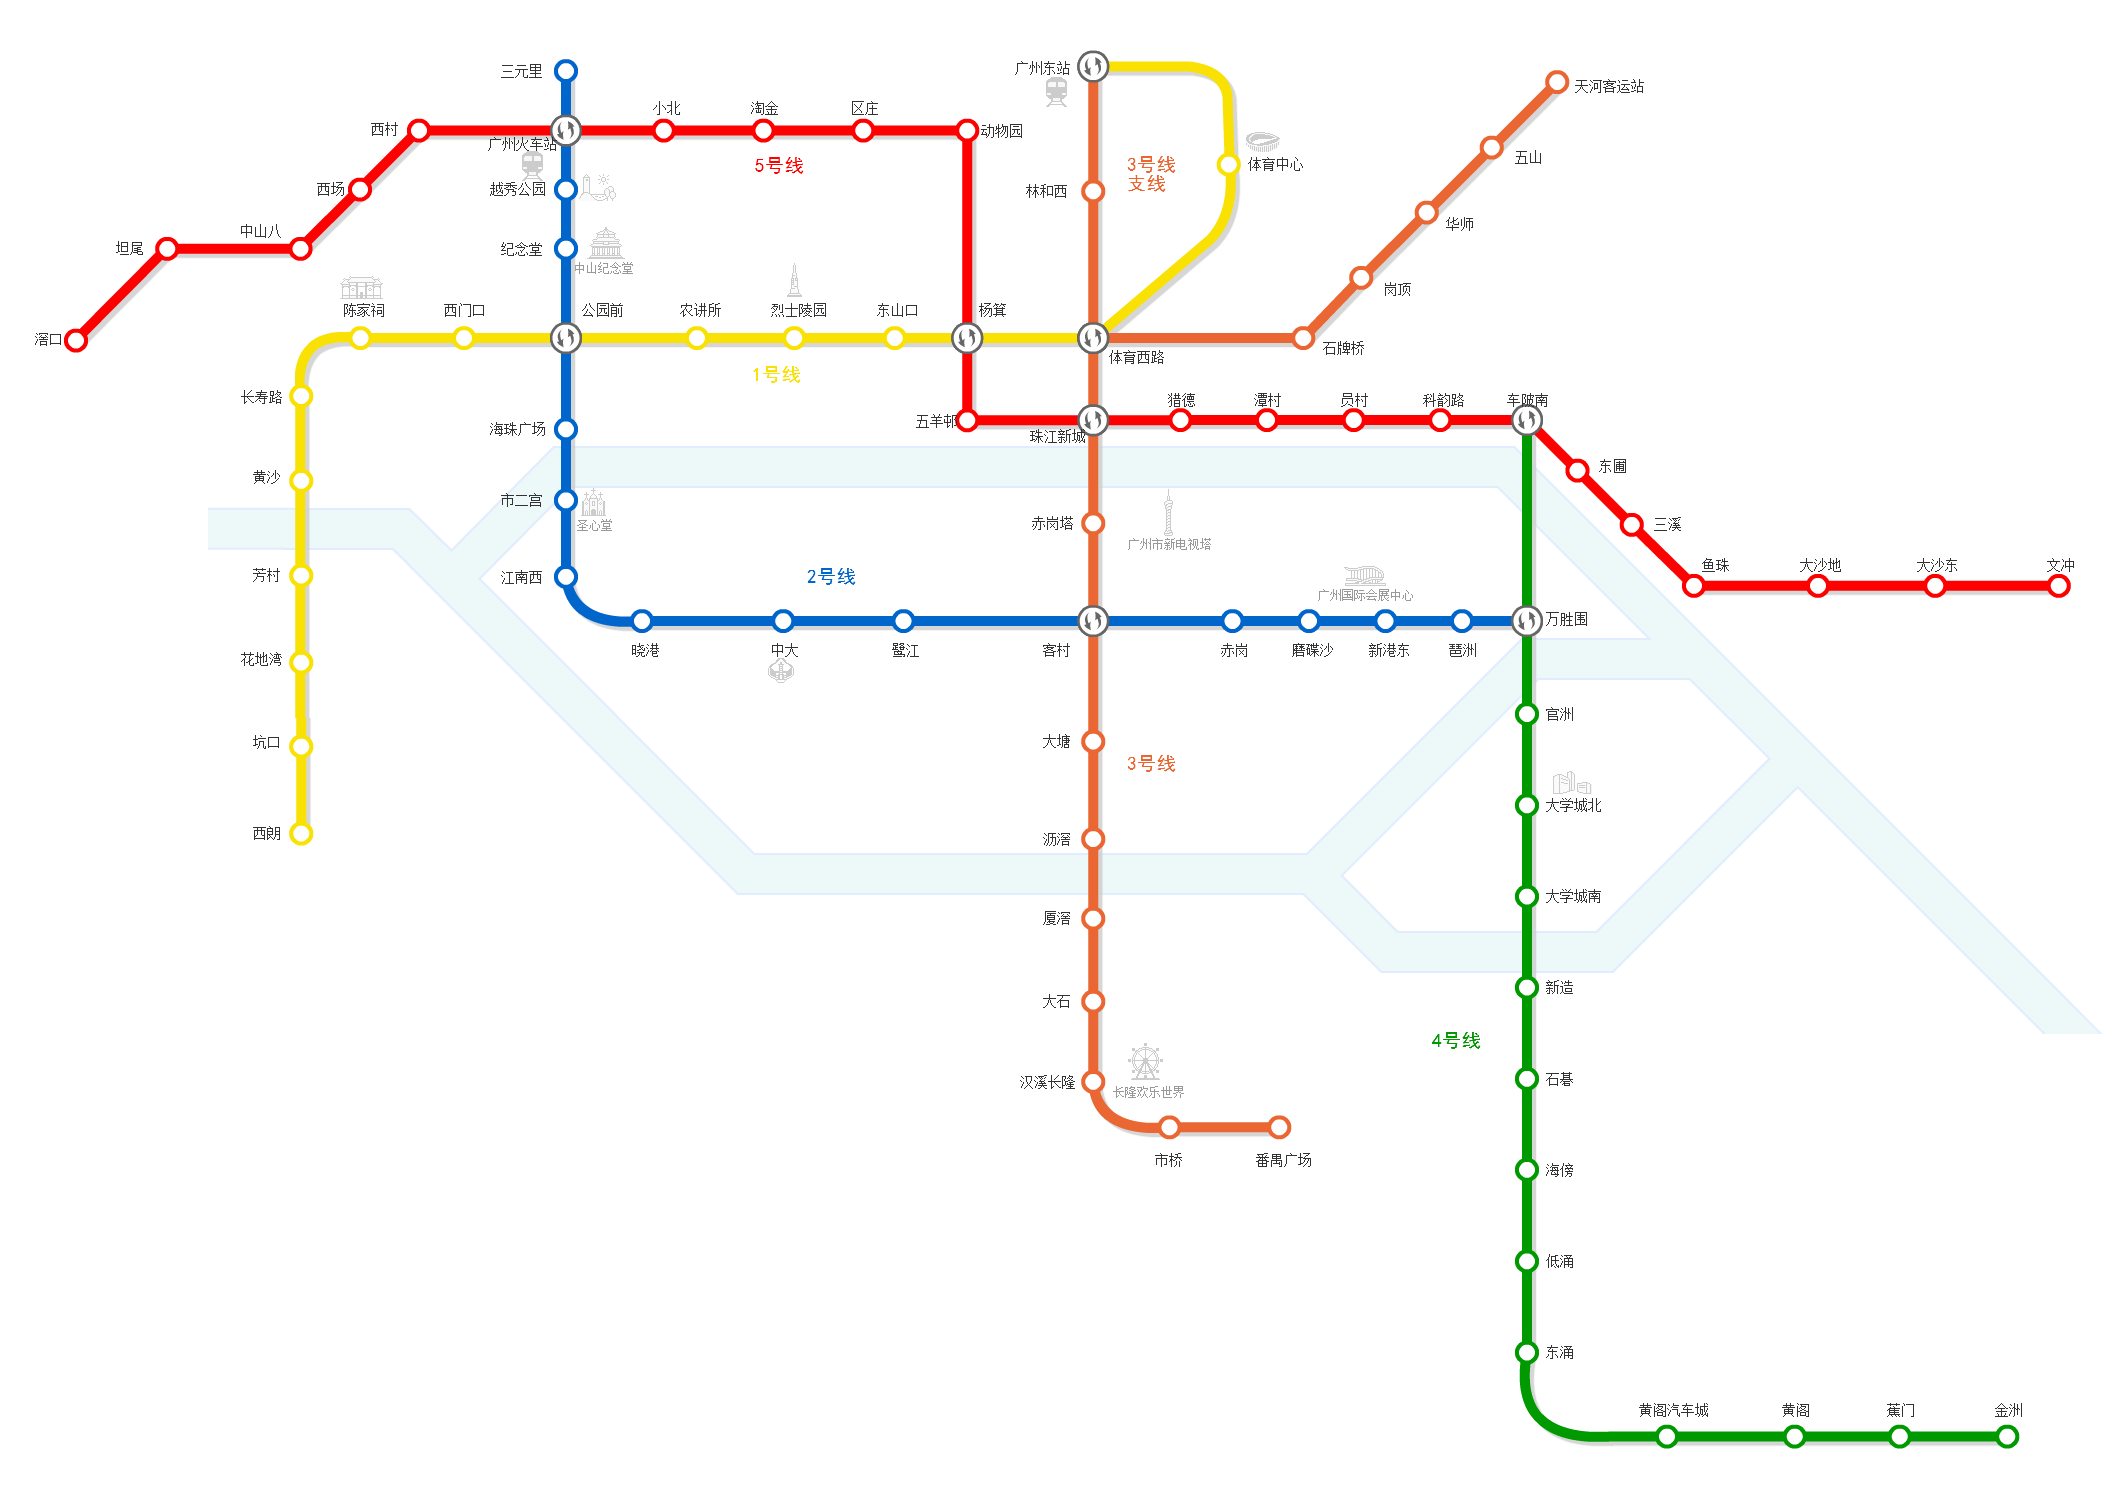 三元里
广州东站
天河客运站
小北
淘金
区庄
西村
动物园
广州火车站
五山
5号线
3号线
支线
体育中心
西场
越秀公园
林和西
华师
中山八
坦尾
纪念堂
中山纪念堂
岗顶
陈家祠
西门口
公园前
农讲所
烈士陵园
东山口
杨箕
滘口
石牌桥
体育西路
1号线
长寿路
猎德
潭村
员村
科韵路
车陂南
五羊邨
海珠广场
珠江新城
东圃
黄沙
市二宫
圣心堂
赤岗塔
三溪
广州市新电视塔
鱼珠
大沙地
大沙东
文冲
芳村
江南西
2号线
广州国际会展中心
万胜围
晓港
中大
鹭江
客村
赤岗
磨碟沙
新港东
琶洲
花地湾
官洲
坑口
大塘
3号线
大学城北
西朗
沥滘
大学城南
厦滘
新造
大石
4号线
石碁
汉溪长隆
长隆欢乐世界
市桥
番禺广场
海傍
低涌
东涌
黄阁汽车城
黄阁
蕉门
金洲